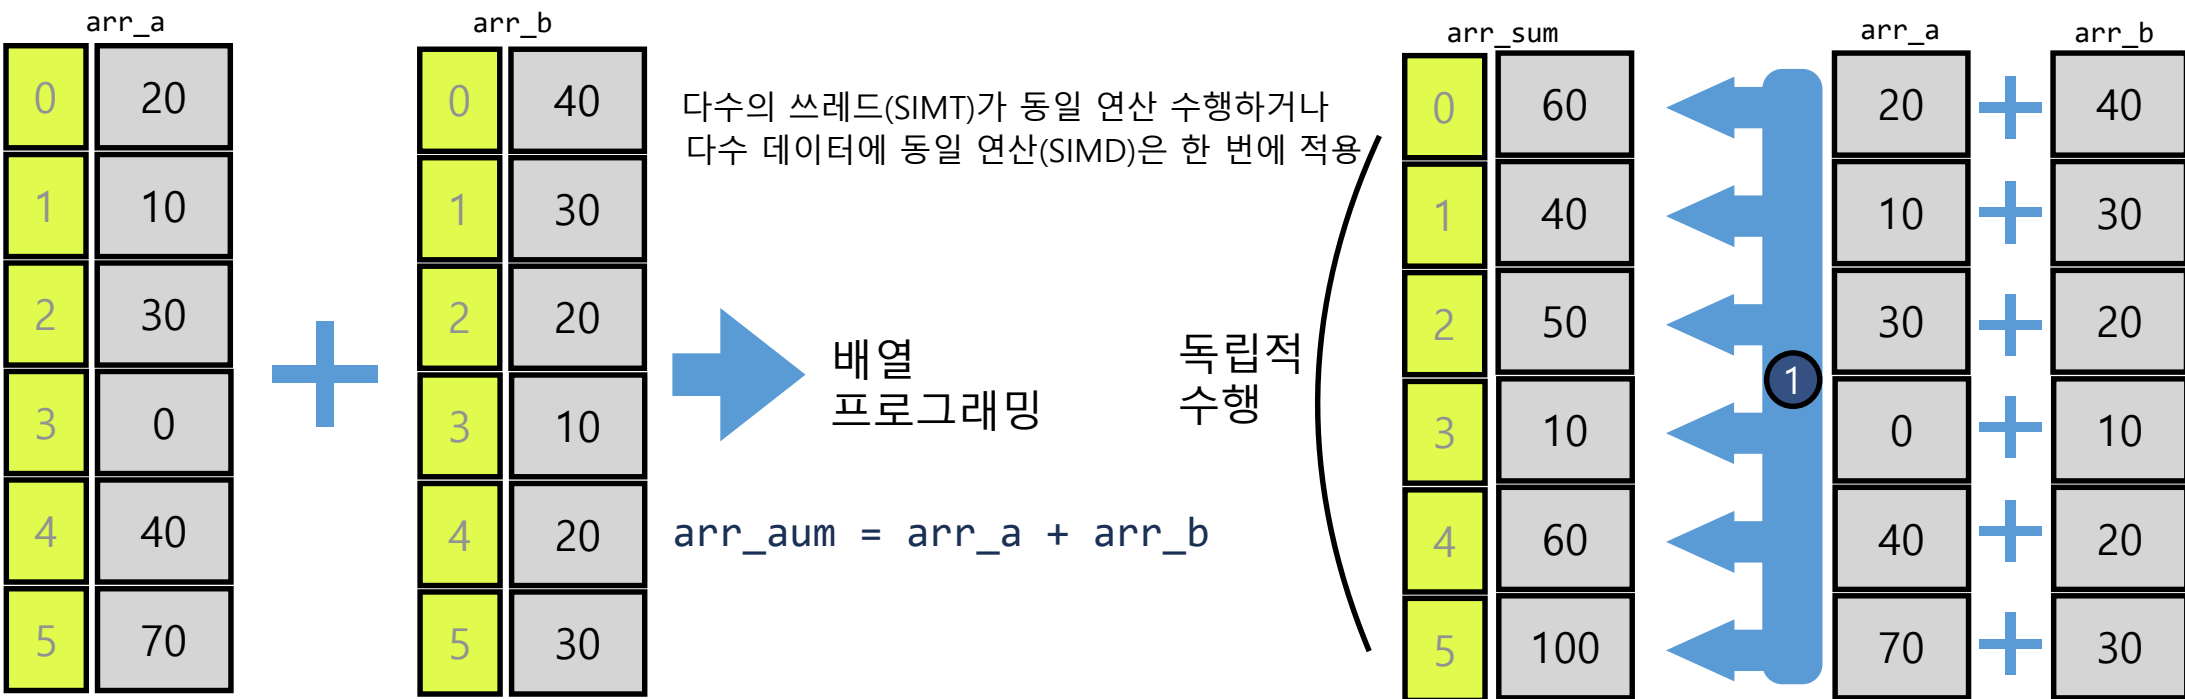 arr_a
0 20
1 10
2 30
3 0
4 40
5 70
arr_b
0 40
1 30
2 20
3 10
4 20
5 30
다수의 쓰레드(SIMT)가 동일 연산 수행하거나
다수 데이터에 동일 연산(SIMD)은 한 번에 적용
배열
프로그래밍
arr_aum = arr_a + arr_b
독립적
수행
arr_sum
0 60
1 40
2 50
3 10
4 60
5 100
1
arr_a
20
10
30
0
40
70
arr_b
40
30
20
10
20
30